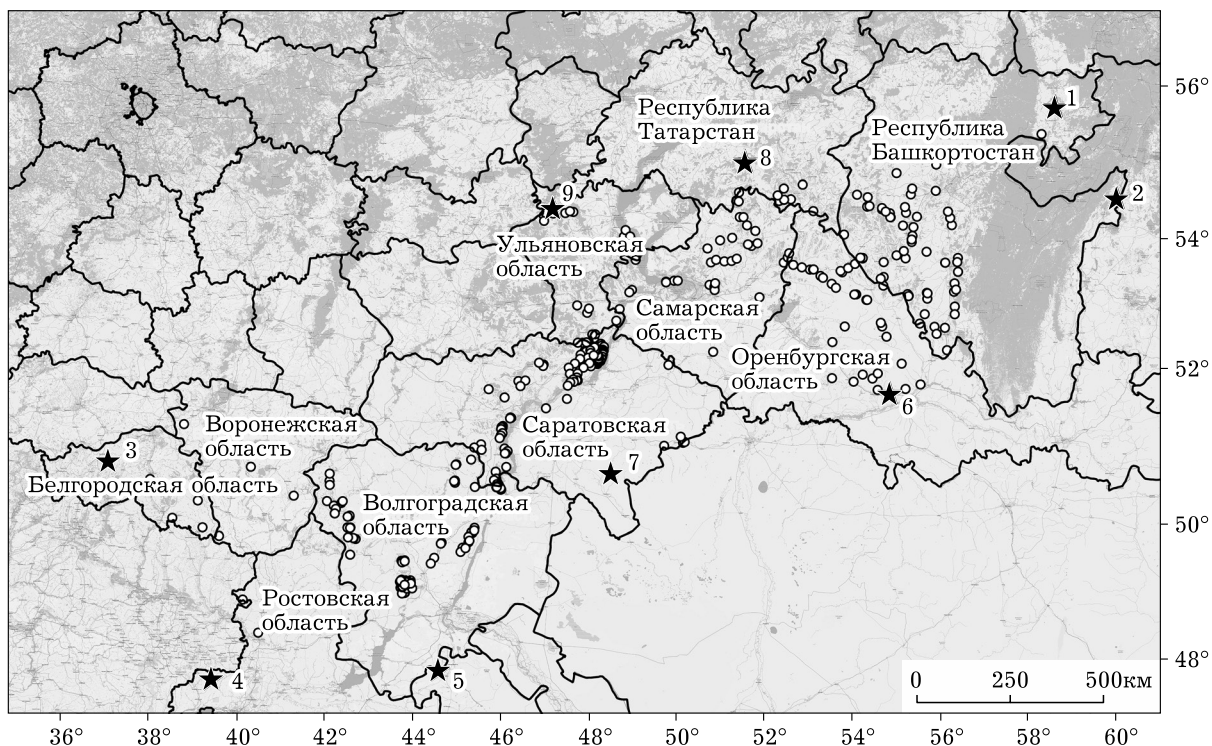 1
56°
Республика
Татарстан
Республика
Башкортостан
8
2
9
54°
Ульяновская
область
Самарская
область
Оренбургская
область
52°
6
Воронежская
область
Саратовская
область
3
7
Белгородская область
Волгоградская
область
50°
Ростовская
область
4
5
48°
0 250 500км
36° 38° 40° 42° 44° 46° 48° 50° 52° 54° 56° 58° 60°